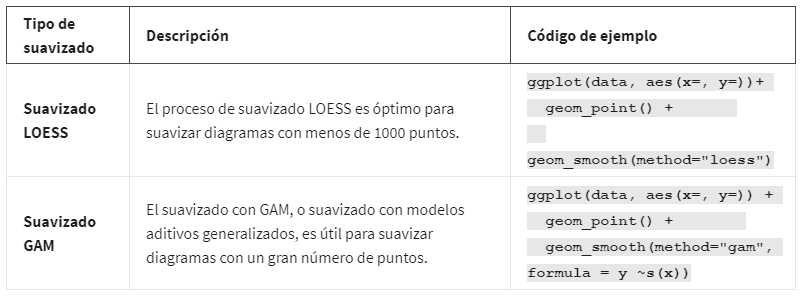 Tipo de
suavizado
Descripción
Código de ejemplo
Suavizado
LOESS
El proceso de suavizado LOESS es óptimo para
suavizar diagramas con menos de 1000 puntos.
ggplot(data, aes(x=, y=))+
geom_point() +
geom_smooth(method="loess")
Suavizado
GAM
El suavizado con GAM, o suavizado con modelos
aditivos generalizados, es útil para suavizar
diagramas con un gran número de puntos.
ggplot(data, aes(x=, y=)) +
geom_point() +
geom_smooth(method="gam",
formula = y ~s(x))